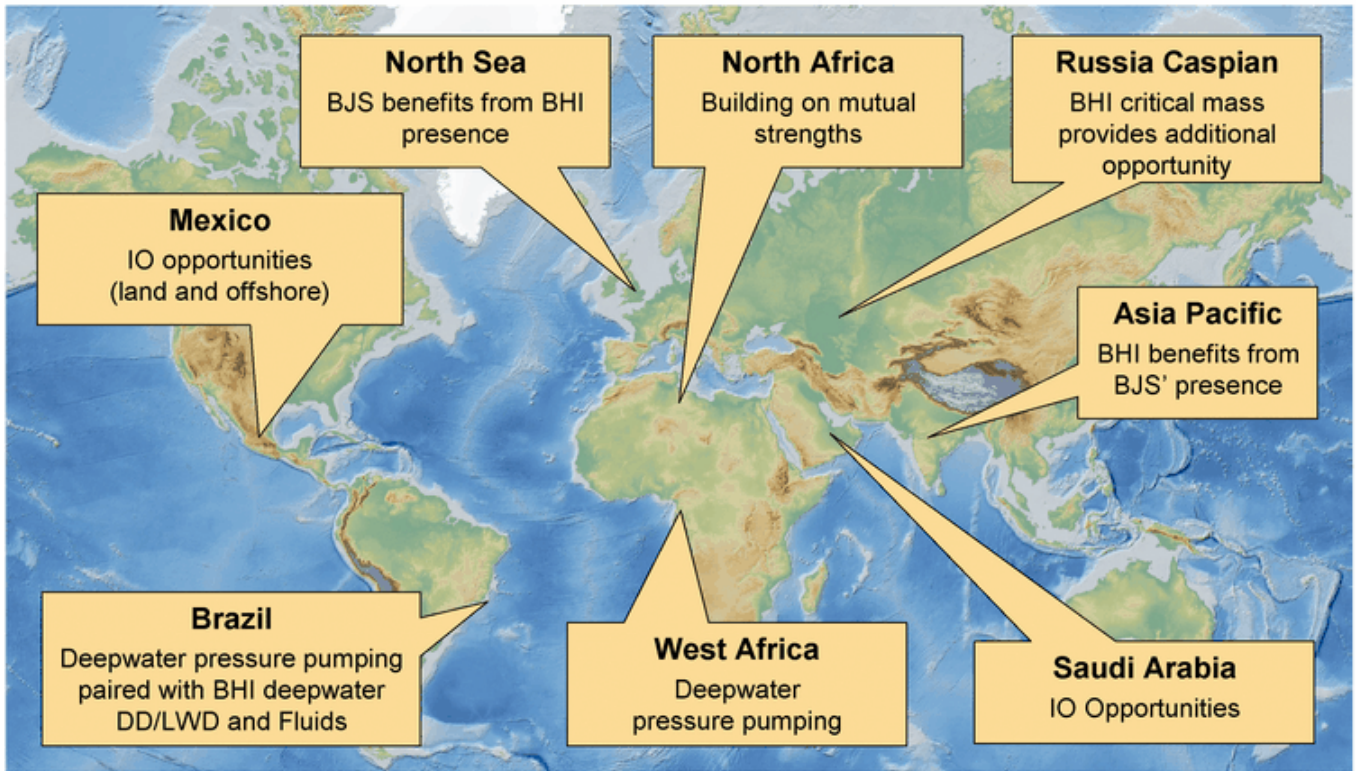 North Sea
BJS benefits from BHI
presence
North Africa
Building on mutual
strengths
Russia Caspian
BHI critical mass
provides additional
opportunity
Mexico
IO opportunities
(land and offshore)
Asia Pacific
BHI benefits from
BJS’ presence
Brazil
Deepwater pressure pumping
paired with BHI deepwater
DD/LWD and Fluids
West Africa
Deepwater
pressure pumping
Saudi Arabia
IO Opportunities